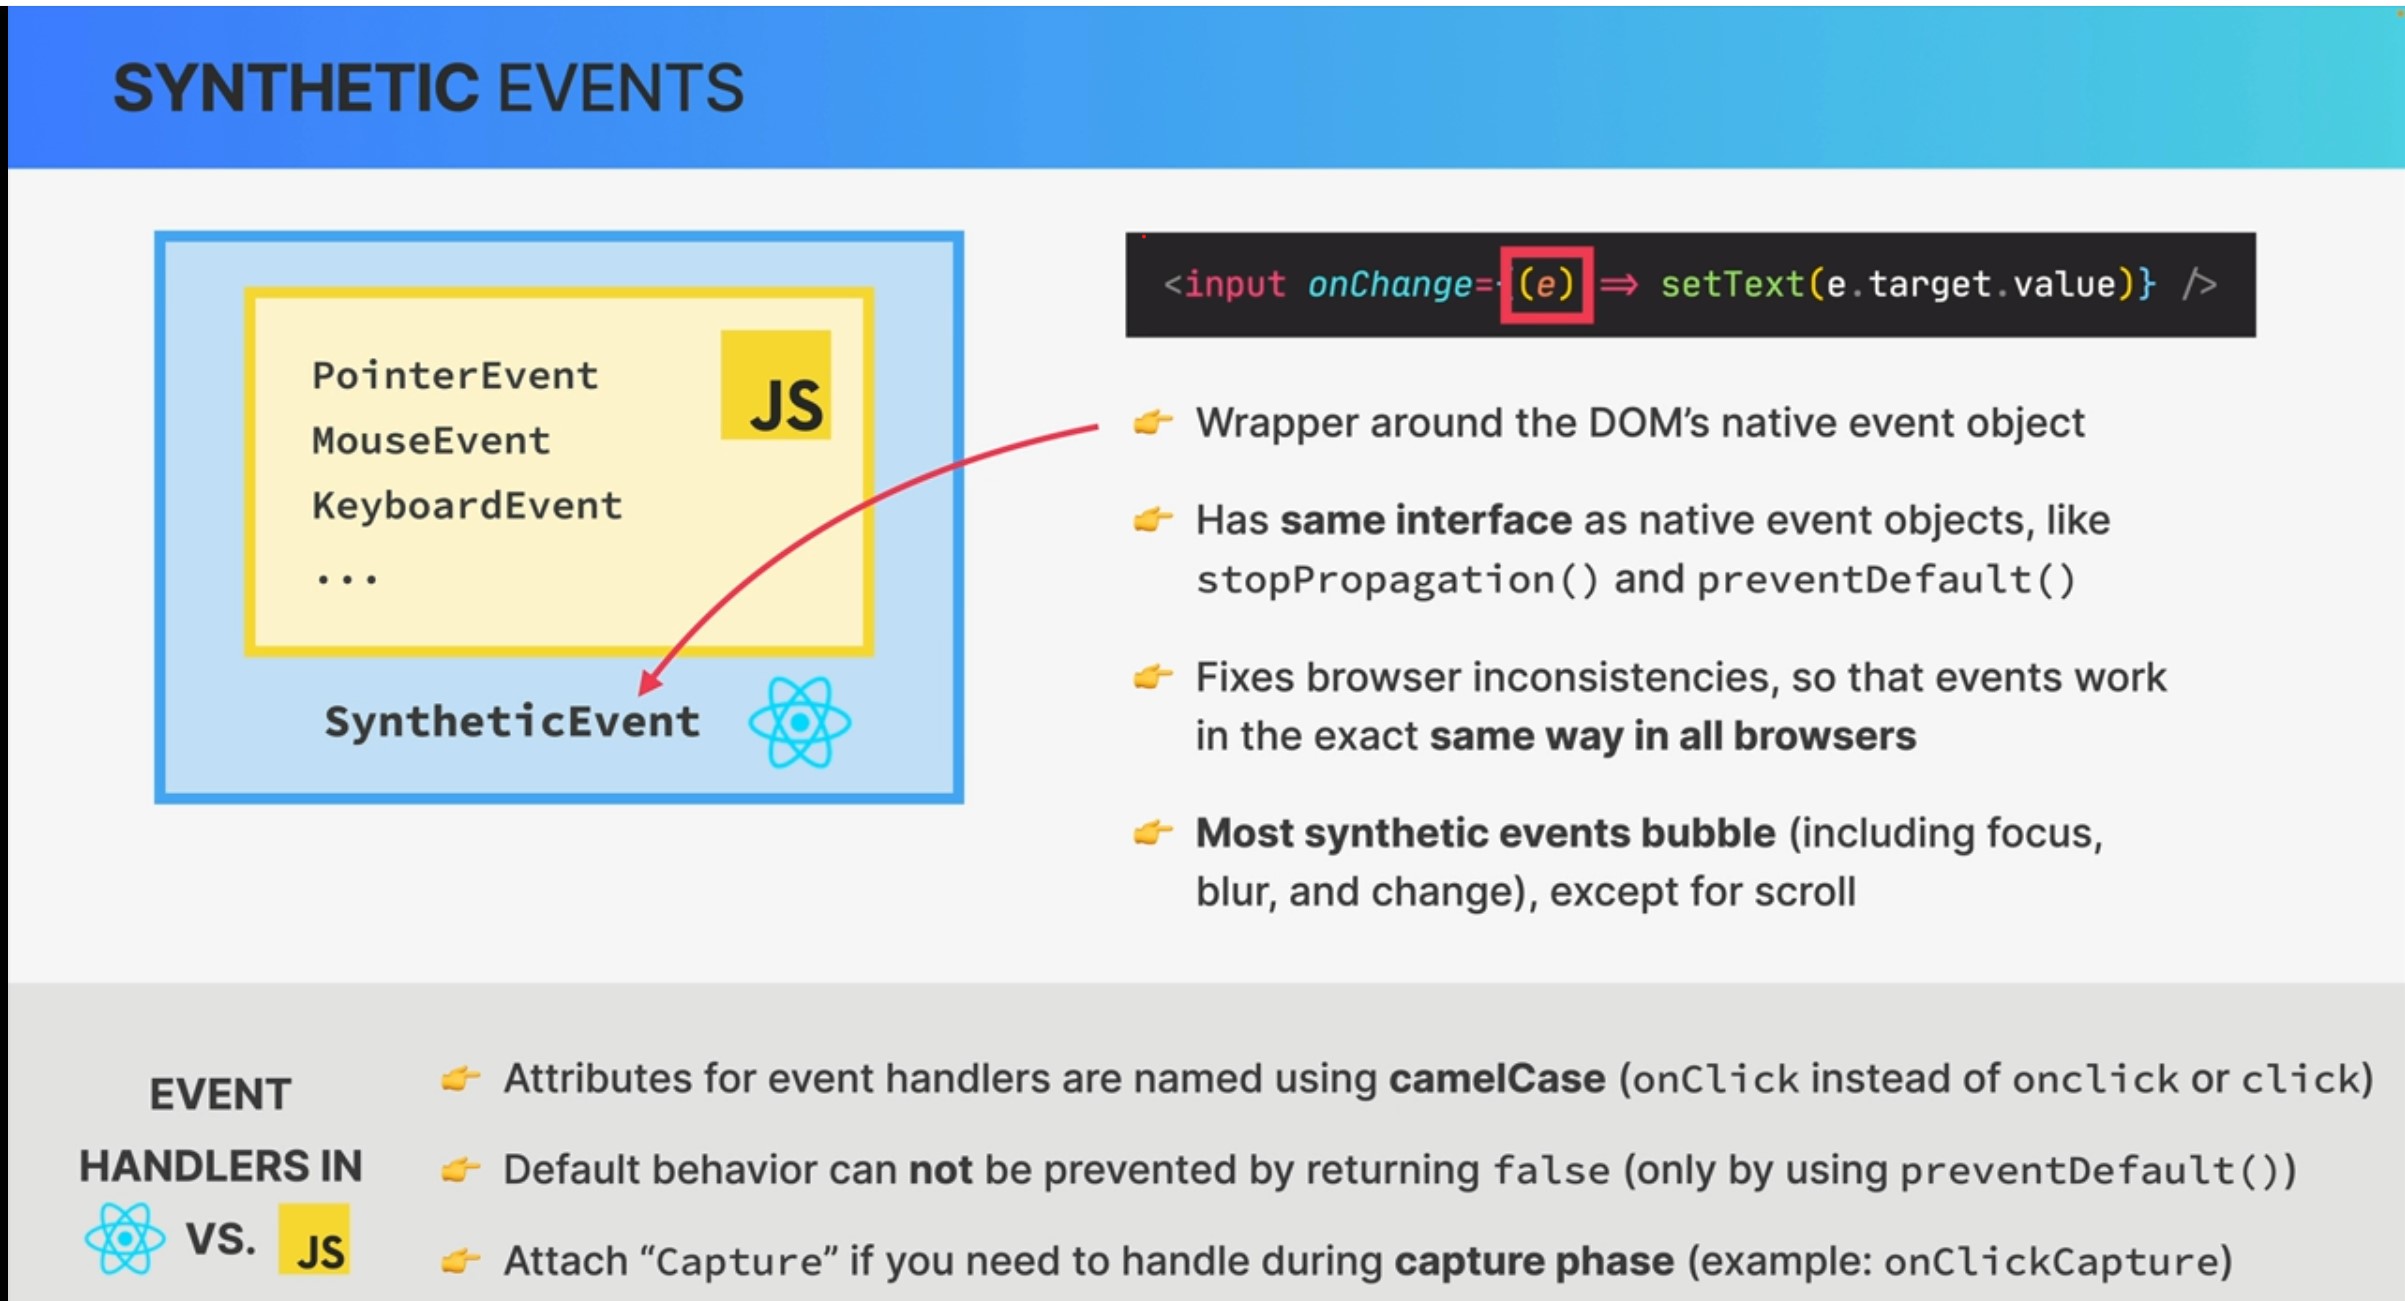 SYNTHETIC EVENTS
PointerEvent
MouseEvent
KeyboardEvent
...
JS
SyntheticEvent
<input onChange={(e) => setText(e.target.value)} />
👉 Wrapper around the DOM’s native event object
👉 Has same interface as native event objects, like
stopPropagation() and preventDefault()
👉 Fixes browser inconsistencies, so that events work
in the exact same way in all browsers
👉 Most synthetic events bubble (including focus,
blur, and change), except for scroll
EVENT
HANDLERS IN
VS. JS
👉 Attributes for event handlers are named using camelCase (onClick instead of onclick or click)
👉 Default behavior can not be prevented by returning false (only by using preventDefault())
👉 Attach “Capture” if you need to handle during capture phase (example: onClickCapture)